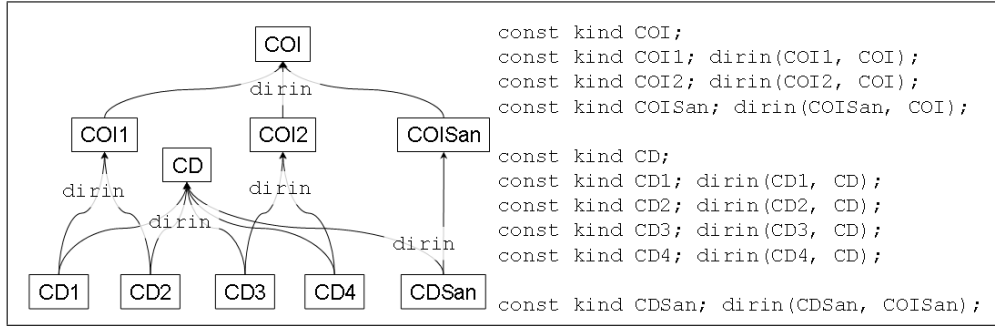 COI
dirin
COI1
COI2
COISan
CD
dirin
dirin
dirin
dirin
CD1
CD2
CD3
CD4
CDSan
const kind COI;
const kind COI1; dirin(COI1, COI);
const kind COI2; dirin(COI2, COI);
const kind COISan; dirin(COISan, COI);
const kind CD;
const kind CD1; dirin(CD1, CD);
const kind CD2; dirin(CD2, CD);
const kind CD3; dirin(CD3, CD);
const kind CD4; dirin(CD4, CD);
const kind CDSan; dirin(CDSan, COISan);